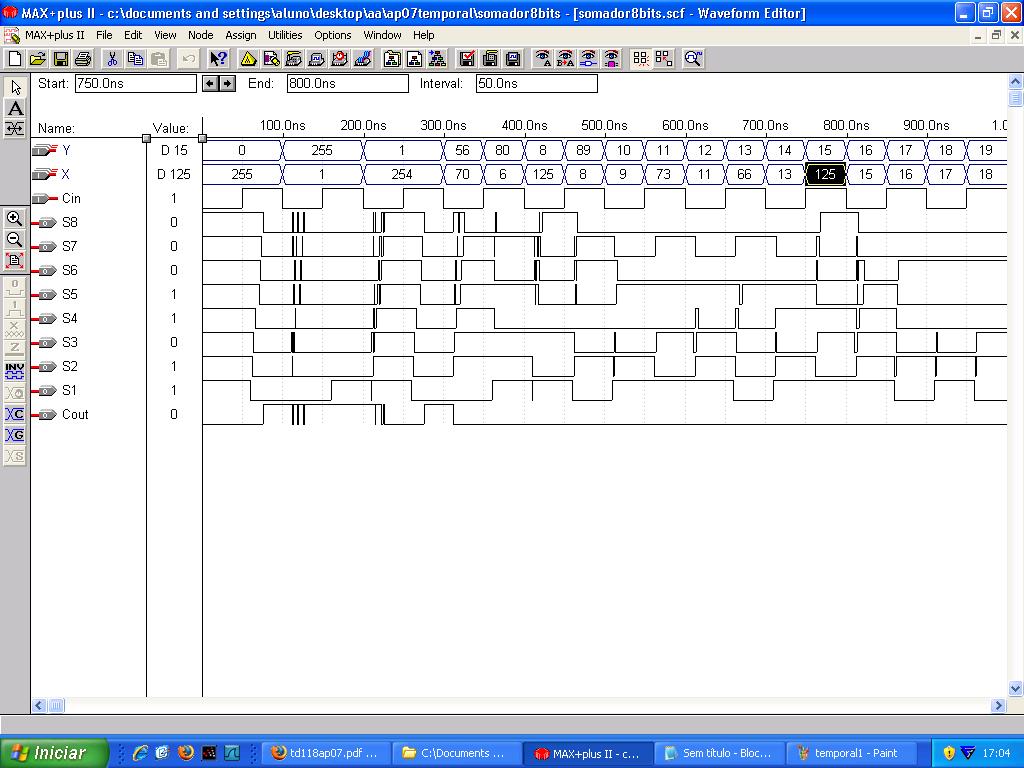 MAX+plus II - c:\documents and settings\aluno\desktop\aa\ap07temporal\somador8bits - [somador8bits.scf - Waveform Editor]
MAX+plus II File Edit View Node Assign Utilities Options Window Help
Start: 750.0ns End: 800.0ns Interval: 50.0ns
Name: Value: 100.0ns 200.0ns 300.0ns 400.0ns 500.0ns 600.0ns 700.0ns 800.0ns 900.0ns 1.0
Y D 15 0 255 1 56 80 8 89 10 11 12 13 14 15 16 17 18 19
X D 125 255 1 254 70 6 125 8 9 73 11 66 13 125 15 16 17 18
Cin 1
S8 0
S7 0
S6 0
S5 1
S4 1
S3 0
S2 1
S1 1
Cout 0
Iniciar td118ap07.pdf ... C:\Documents ... MAX+plus II - c... Sem título - Bloc... temporal1 - Paint 17:04